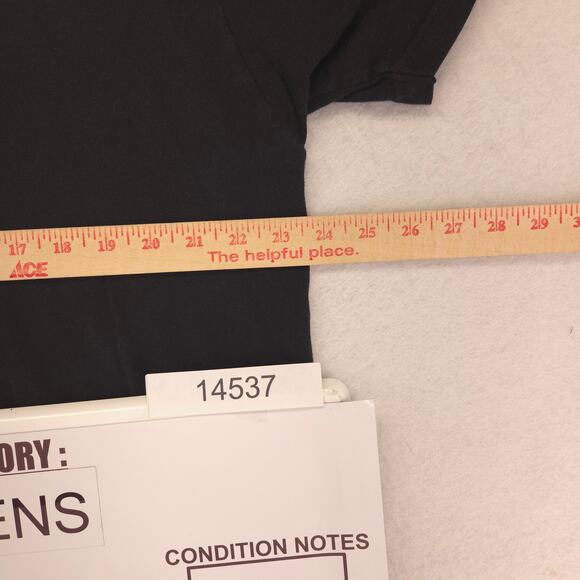 17 18 19 20 21 22 23 24 25 26 27 28 29 3
ACE The helpful place.
14537
ORY :
ENS
CONDITION NOTES